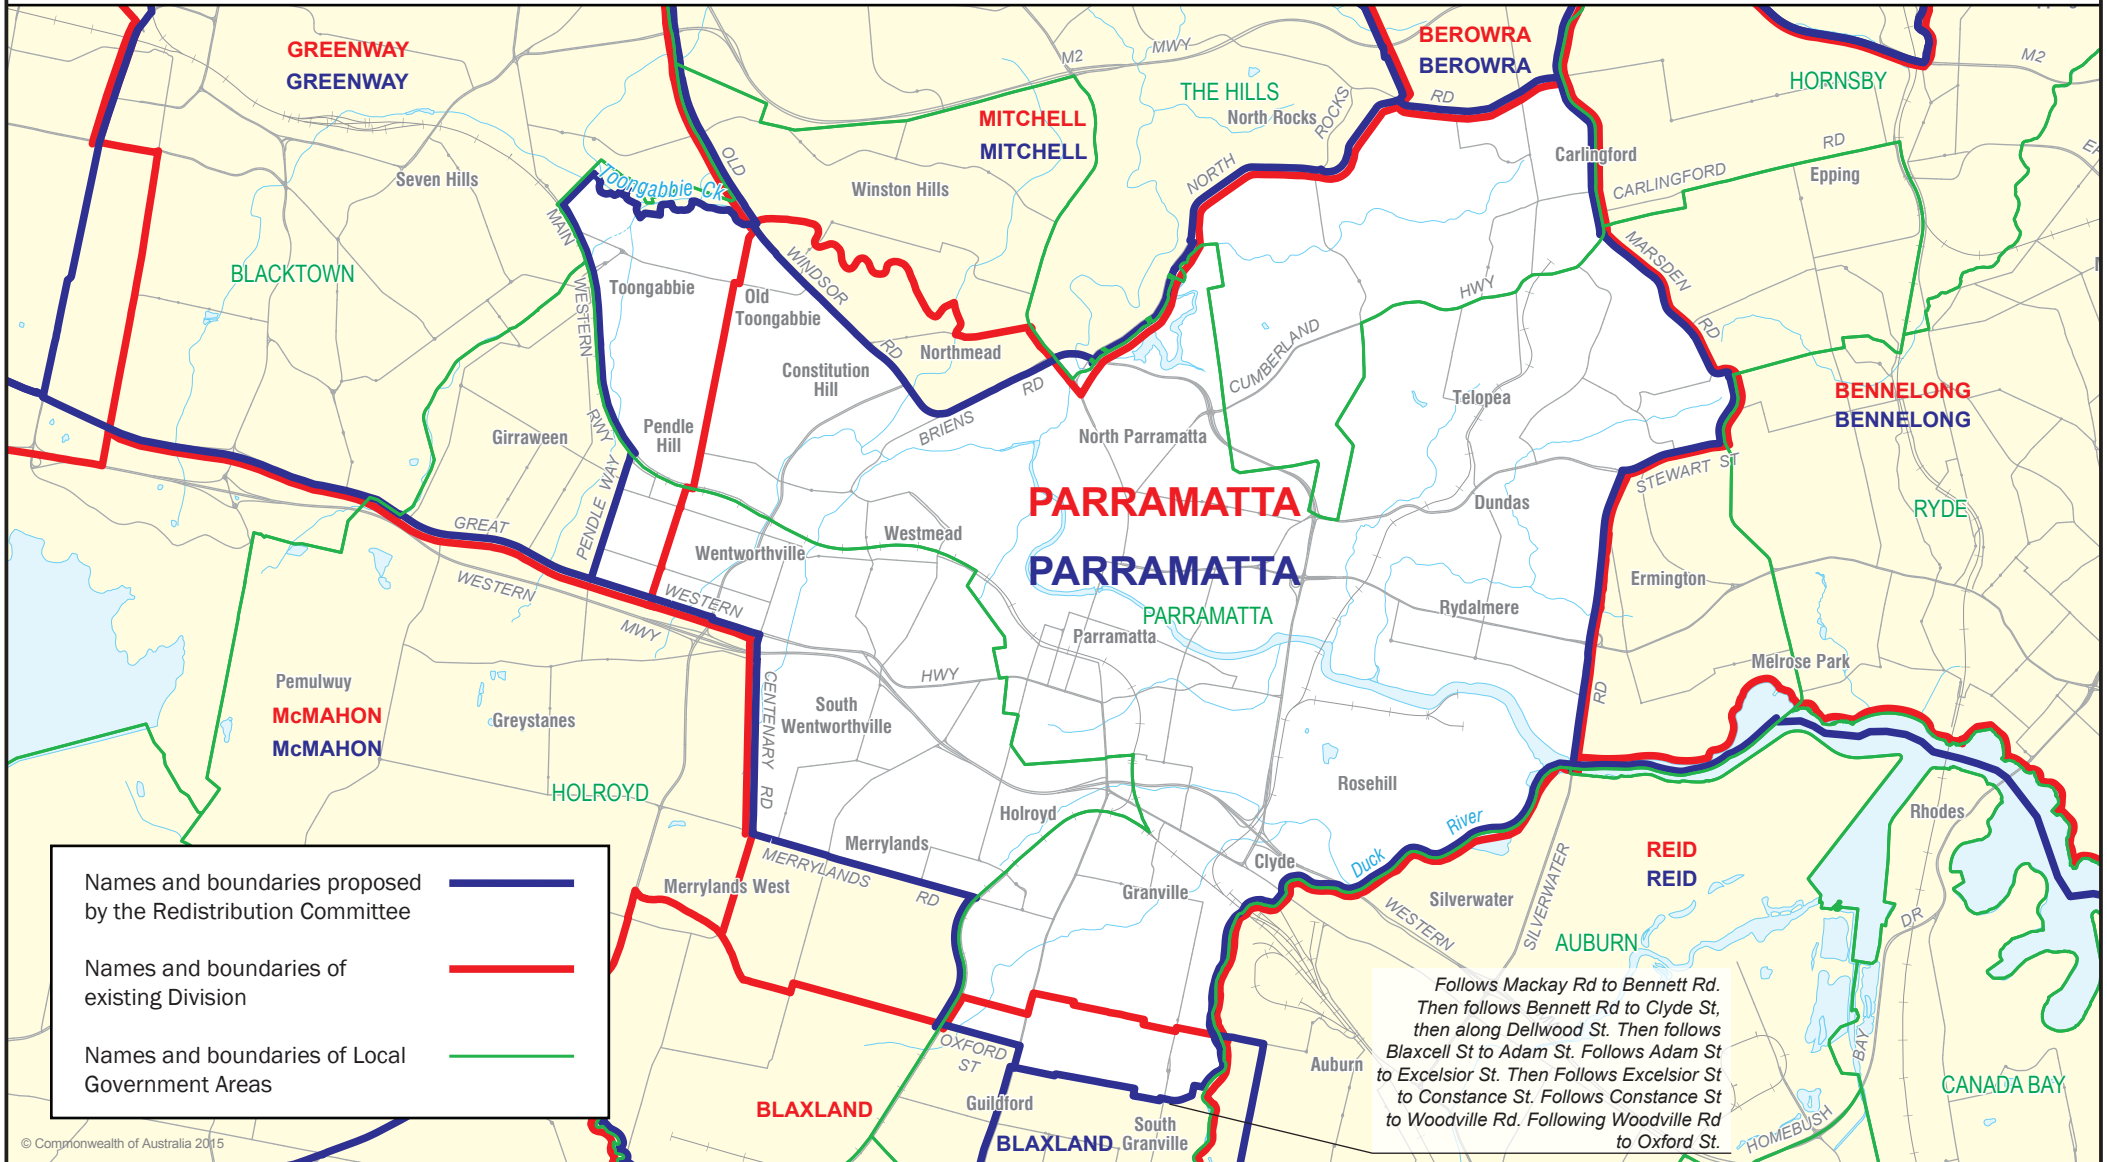 GREENWAY
GREENWAY
BEROWRA
BEROWRA
M2
MWY
M2
HORNSBY
THE HILLS
North Rocks
ROCKS
RD
MITCHELL
MITCHELL
OLD
Seven Hills
Toongabbie Ck
Winston Hills
NORTH
Carlingford
CARLINGFORD
RD
Epping
MAIN
WESTERN
RWY
BLACKTOWN
Toongabbie
Old
Toongabbie
WINDSOR
RD
MARSDEN
RD
HWY
CUMBERLAND
Northmead
Constitution
Hill
BRIENS
RD
Telopea
BENNELONG
BENNELONG
Girraween
Pendle
Hill
PENDLE WAY
North Parramatta
STEWART ST
PARRAMATTA
PARRAMATTA
PARRAMATTA
Dundas
RYDE
GREAT
WESTERN
WESTERN
MWY
Wentworthville
Westmead
Ermington
Rydalmere
Parramatta
Melrose Park
RD
Pemulwuy
McMAHON
McMAHON
Greystanes
HWY
South
Wentworthville
CENTENARY RD
HOLROYD
Rosehill
Holroyd
Rhodes
Merrylands
MERRYLANDS
RD
Merrylands West
Clyde
Duck
River
REID
REID
Granville
Silverwater
SILVERWATER
WESTERN
AUBURN
DR
BAY
HOMEBUSH
CANADA BAY
OXFORD
ST
Auburn
Guildford
South
Granville
BLAXLAND
BLAXLAND
Follows Mackay Rd to Bennett Rd.
Then follows Bennett Rd to Clyde St,
then along Dellwood St. Then follows
Blaxcell St to Adam St. Follows Adam St
to Excelsior St. Then Follows Excelsior St
to Constance St. Follows Constance St
to Woodville Rd. Following Woodville Rd
to Oxford St.
Names and boundaries proposed
by the Redistribution Committee
Names and boundaries of
existing Division
Names and boundaries of Local
Government Areas
© Commonwealth of Australia 2015